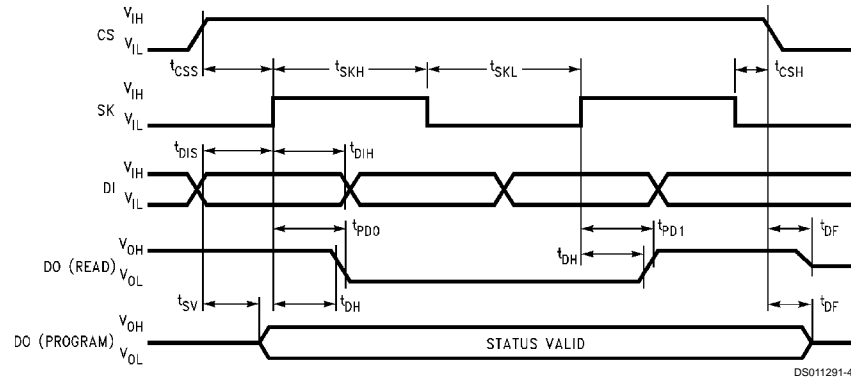 V_IH
CS
V_IL
t_CSS t_SKH t_SKL t_CSH
V_IH
SK
V_IL
t_DIS t_DIH
V_IH
DI
V_IL
t_PD0 t_PD1 t_DF
V_OH
DO (READ)
V_OL
t_DH
t_SV t_DH t_DF
V_OH
DO (PROGRAM) STATUS VALID
V_OL
DS011291-4